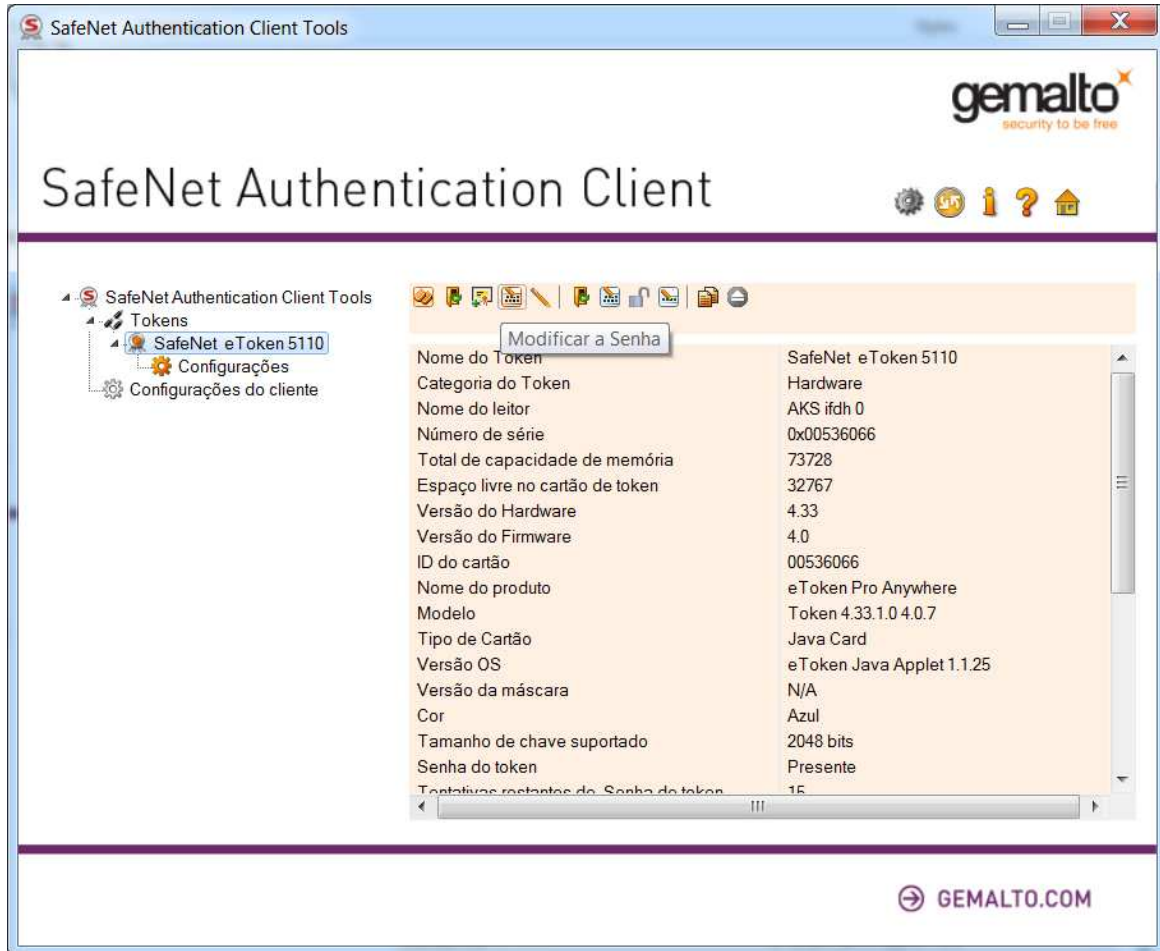 SafeNet Authentication Client Tools
gemalto
security to be free
SafeNet Authentication Client
SafeNet Authentication Client Tools
Tokens
SafeNet eToken 5110
Configurações
Configurações do cliente
Modificar a Senha
Nome do Token SafeNet eToken 5110
Categoria do Token Hardware
Nome do leitor AKS ifdh 0
Número de série 0x00536066
Total de capacidade de memória 73728
Espaço livre no cartão de token 32767
Versão do Hardware 4.33
Versão do Firmware 4.0
ID do cartão 00536066
Nome do produto eToken Pro Anywhere
Modelo Token 4.33.1.0 4.0.7
Tipo de Cartão Java Card
Versão OS eToken Java Applet 1.1.25
Versão da máscara N/A
Cor Azul
Tamanho de chave suportado 2048 bits
Senha do token Presente
Tentativas restantes de Senha do token 15
GEMALTO.COM